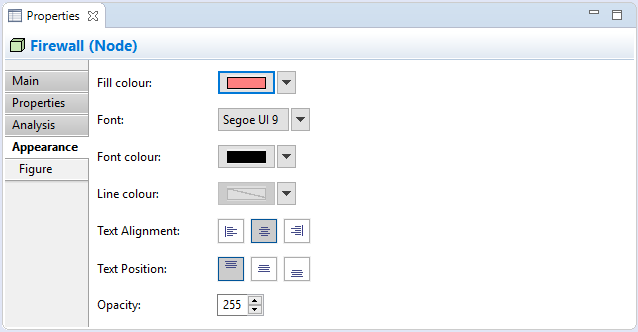 Properties
Firewall (Node)
Main
Properties
Analysis
Appearance
Figure
Fill colour:
Font: Segoe UI 9
Font colour:
Line colour:
Text Alignment:
Text Position:
Opacity: 255